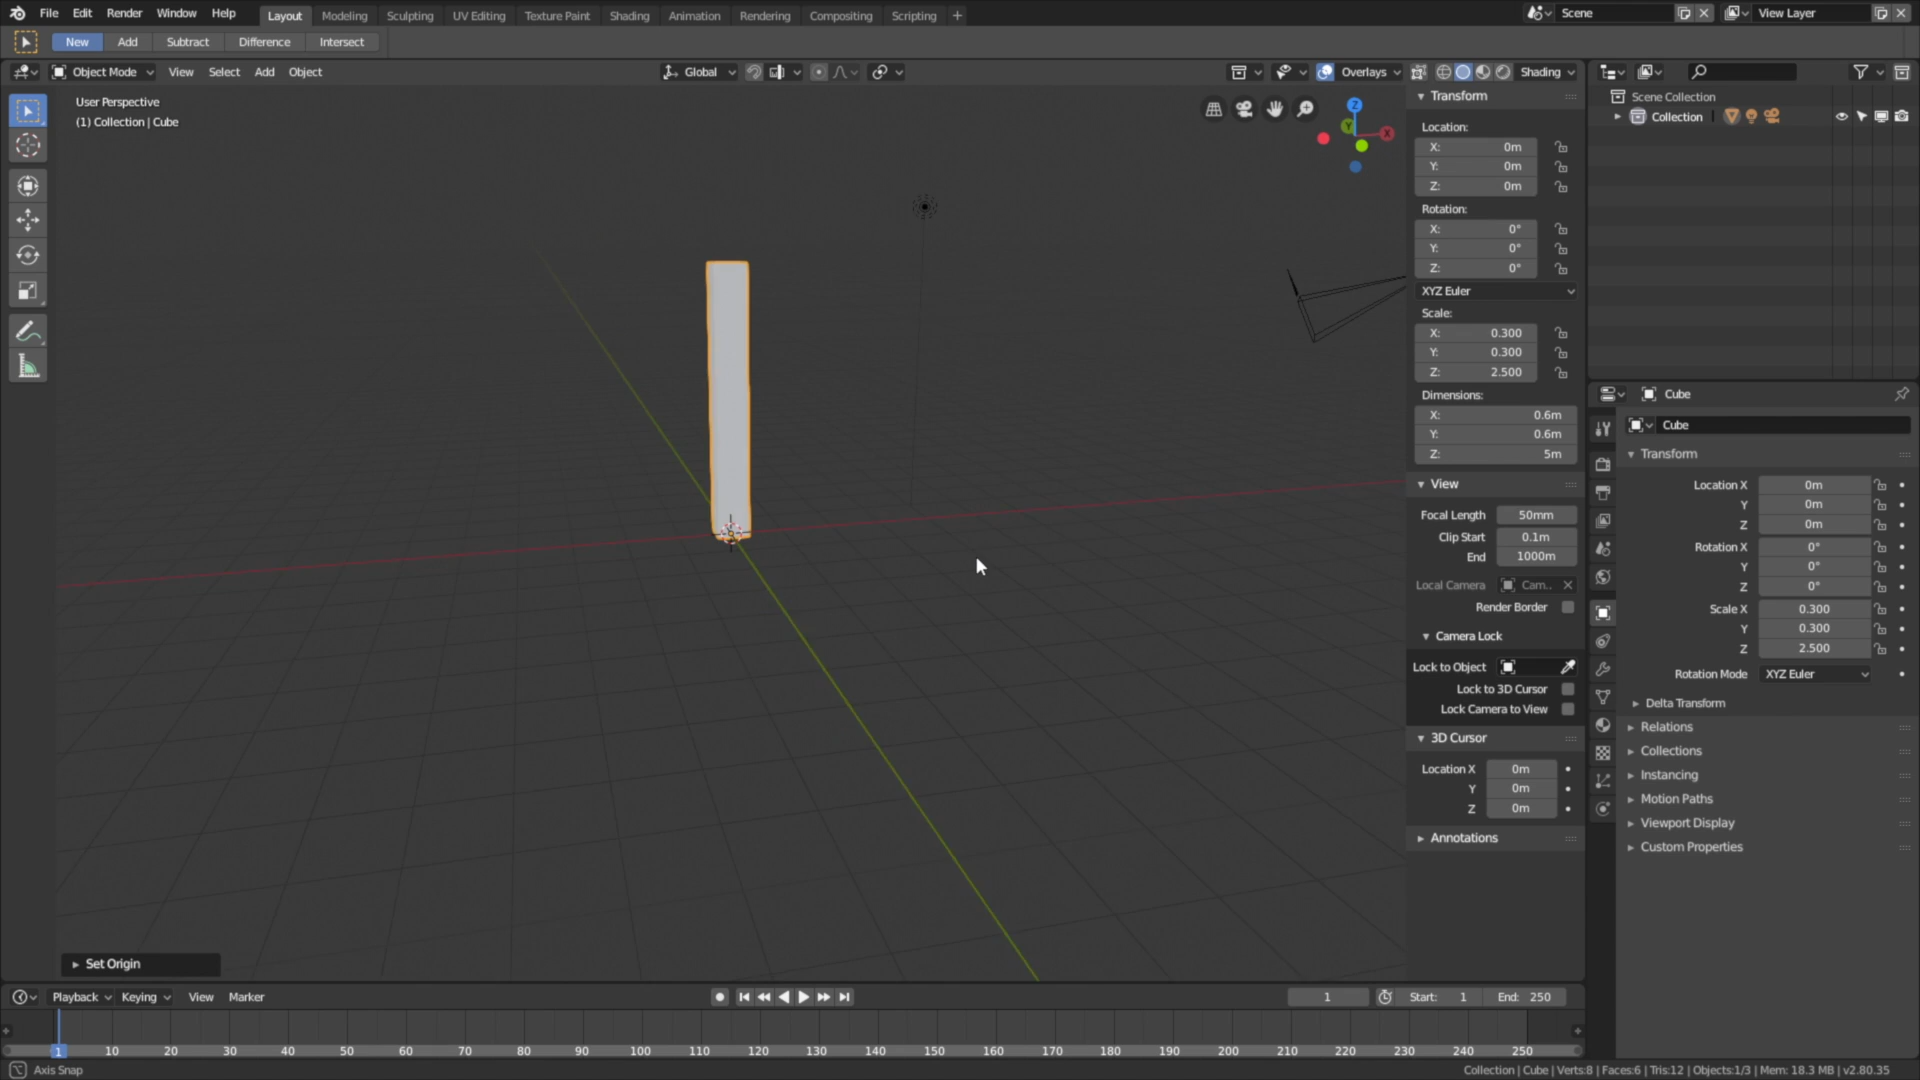 File Edit Render Window Help Layout Modeling Sculpting UV Editing Texture Paint Shading Animation Rendering Compositing Scripting + Scene View Layer
New Add Subtract Difference Intersect
Object Mode View Select Add Object Global Overlays Shading
User Perspective
(1) Collection | Cube
Z
Y
X
Transform
Location:
X: 0m
Y: 0m
Z: 0m
Rotation:
X: 0°
Y: 0°
Z: 0°
XYZ Euler
Scale:
X: 0.300
Y: 0.300
Z: 2.500
Dimensions:
X: 0.6m
Y: 0.6m
Z: 5m
View
Focal Length 50mm
Clip Start 0.1m
End 1000m
Local Camera Cam..
Render Border
Camera Lock
Lock to Object
Lock to 3D Cursor
Lock Camera to View
3D Cursor
Location X 0m
Y 0m
Z 0m
Annotations
Scene Collection
Collection
Cube
Cube
Transform
Location X 0m
Y 0m
Z 0m
Rotation X 0°
Y 0°
Z 0°
Scale X 0.300
Y 0.300
Z 2.500
Rotation Mode XYZ Euler
Delta Transform
Relations
Collections
Instancing
Motion Paths
Viewport Display
Custom Properties
Set Origin
Playback Keying View Marker 1 Start: 1 End: 250
1 10 20 30 40 50 60 70 80 90 100 110 120 130 140 150 160 170 180 190 200 210 220 230 240 250
Axis Snap
Collection | Cube | Verts:8 | Faces:6 | Tris:12 | Objects:1/3 | Mem: 18.3 MB | v2.80.35